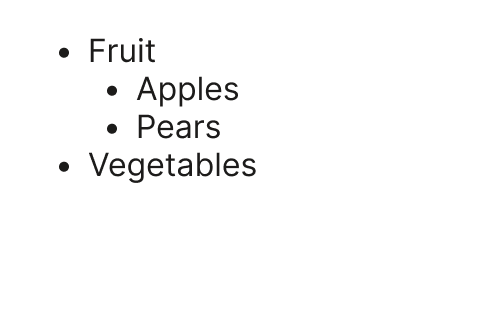 • Fruit
  • Apples
  • Pears
• Vegetables